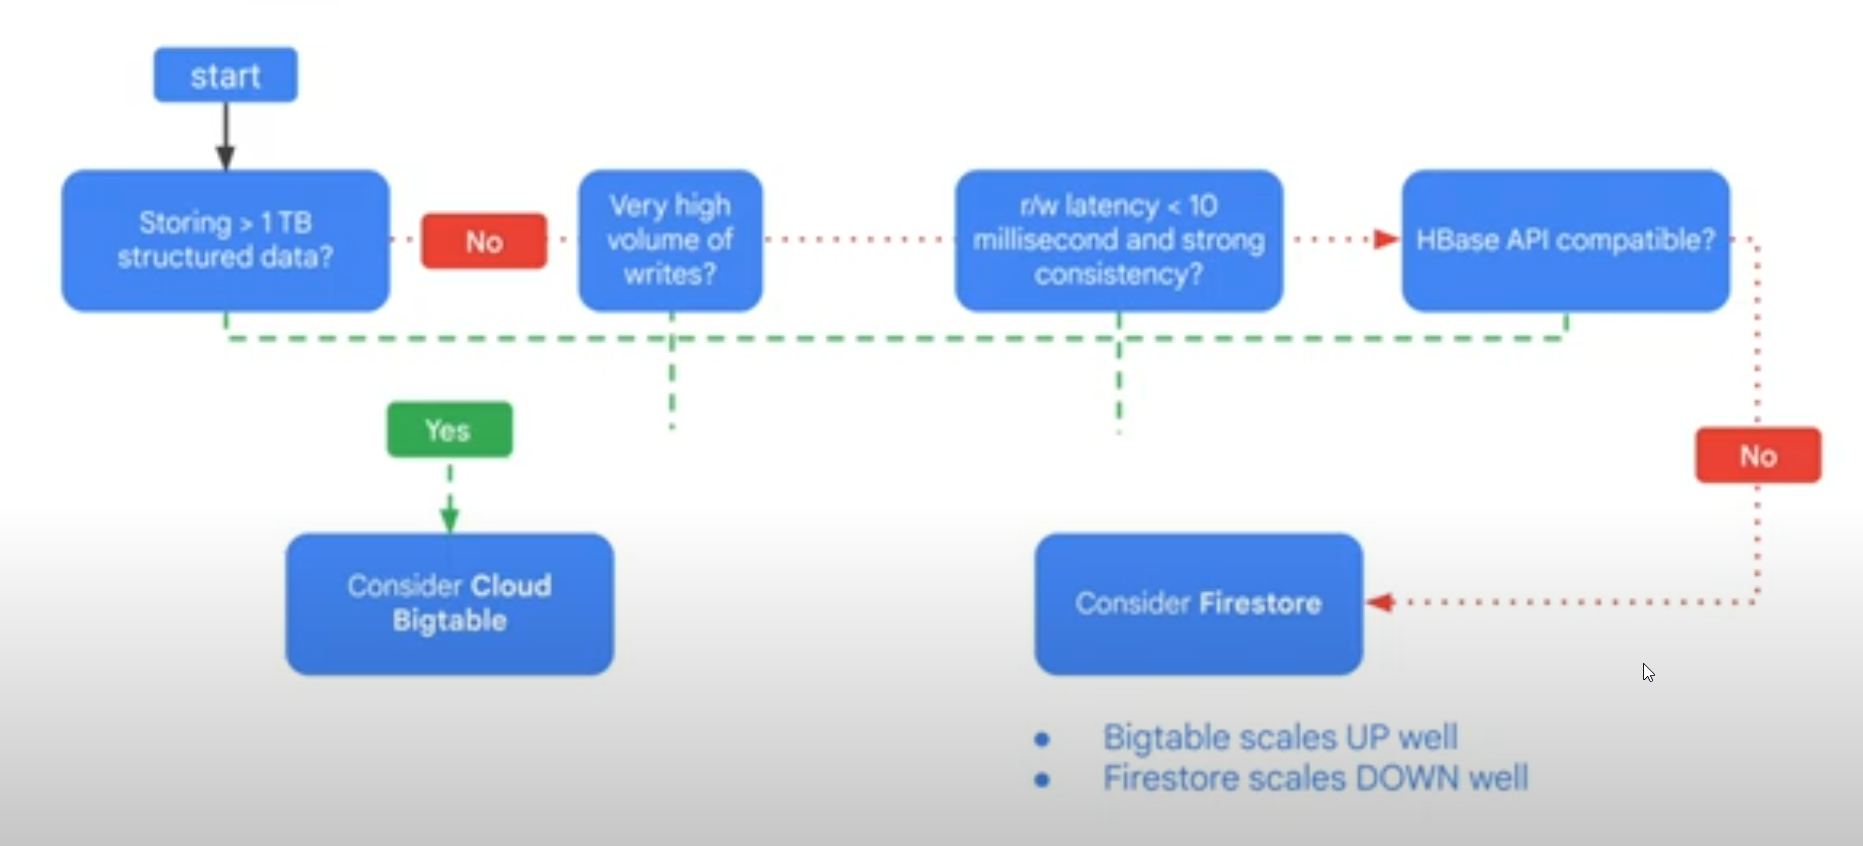 start
Storing > 1 TB
structured data?
No
Very high
volume of
writes?
r/w latency < 10
millisecond and strong
consistency?
HBase API compatible?
Yes
No
Consider Cloud
Bigtable
Consider Firestore
● Bigtable scales UP well
● Firestore scales DOWN well